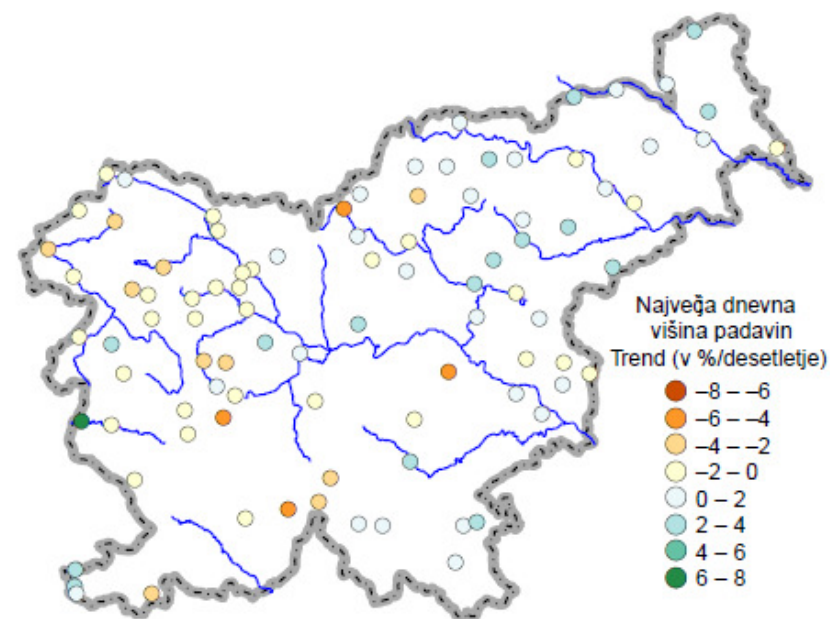 Največja dnevna
višina padavin
Trend (v %/desetletje)
–8 – –6
–6 – –4
–4 – –2
–2 – 0
0 – 2
2 – 4
4 – 6
6 – 8